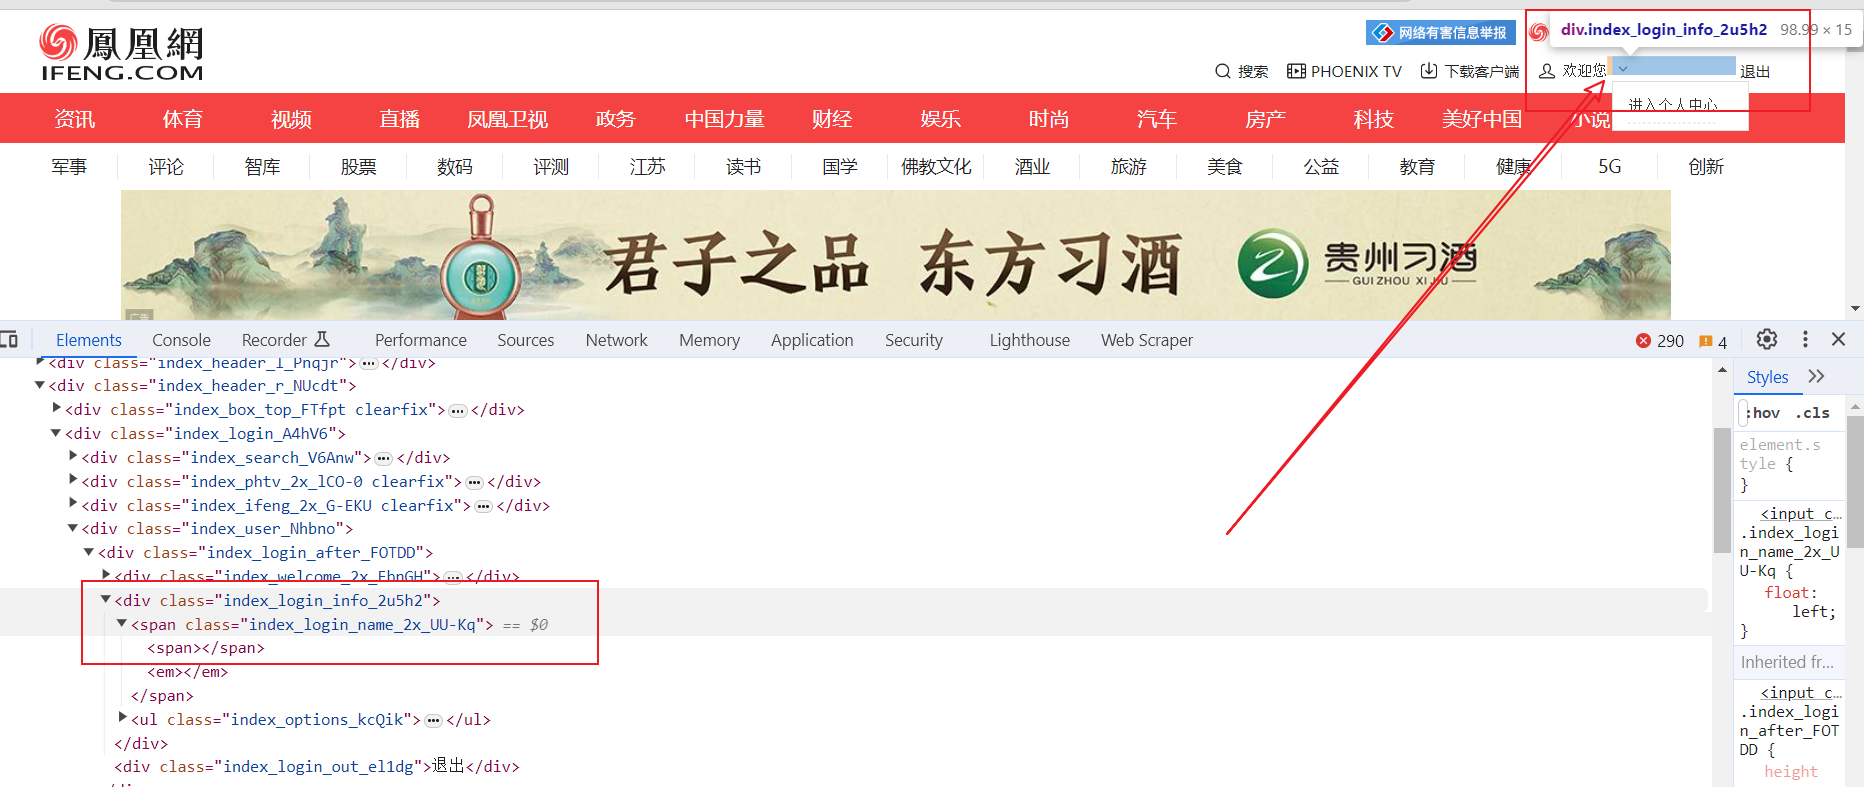 鳳凰網
IFENG.COM
网络有害信息举报
div.index_login_info_2u5h2 98.99 × 15
搜索 PHOENIX TV 下载客户端 欢迎您 退出
进入个人中心
资讯 体育 视频 直播 凤凰卫视 政务 中国力量 财经 娱乐 时尚 汽车 房产 科技 美好中国 小说
军事 评论 智库 股票 数码 评测 江苏 读书 国学 佛教文化 酒业 旅游 美食 公益 教育 健康 5G 创新
君子之品 东方习酒 贵州习酒
GUIZHOU XIJIU
广告
Elements Console Recorder Performance Sources Network Memory Application Security Lighthouse Web Scraper 290 4
<div class="index_header_l_Pnqjr">…</div>
<div class="index_header_r_NUcdt">
<div class="index_box_top_FTfpt clearfix">…</div>
<div class="index_login_A4hV6">
<div class="index_search_V6Anw">…</div>
<div class="index_phtv_2x_lCO-0 clearfix">…</div>
<div class="index_ifeng_2x_G-EKU clearfix">…</div>
<div class="index_user_Nhbno">
<div class="index_login_after_FOTDD">
<div class="index_welcome_2x_FbnGH">…</div>
<div class="index_login_info_2u5h2">
<span class="index_login_name_2x_UU-Kq"> == $0
<span></span>
<em></em>
</span>
<ul class="index_options_kcQik">…</ul>
</div>
<div class="index_login_out_el1dg">退出</div>
Styles
:hov .cls
element.s
tyle {
}
<input c…
.index_logi
n_name_2x_U
U-Kq {
float:
left;
}
Inherited fr…
<input c…
.index_logi
n_after_FOT
DD {
height